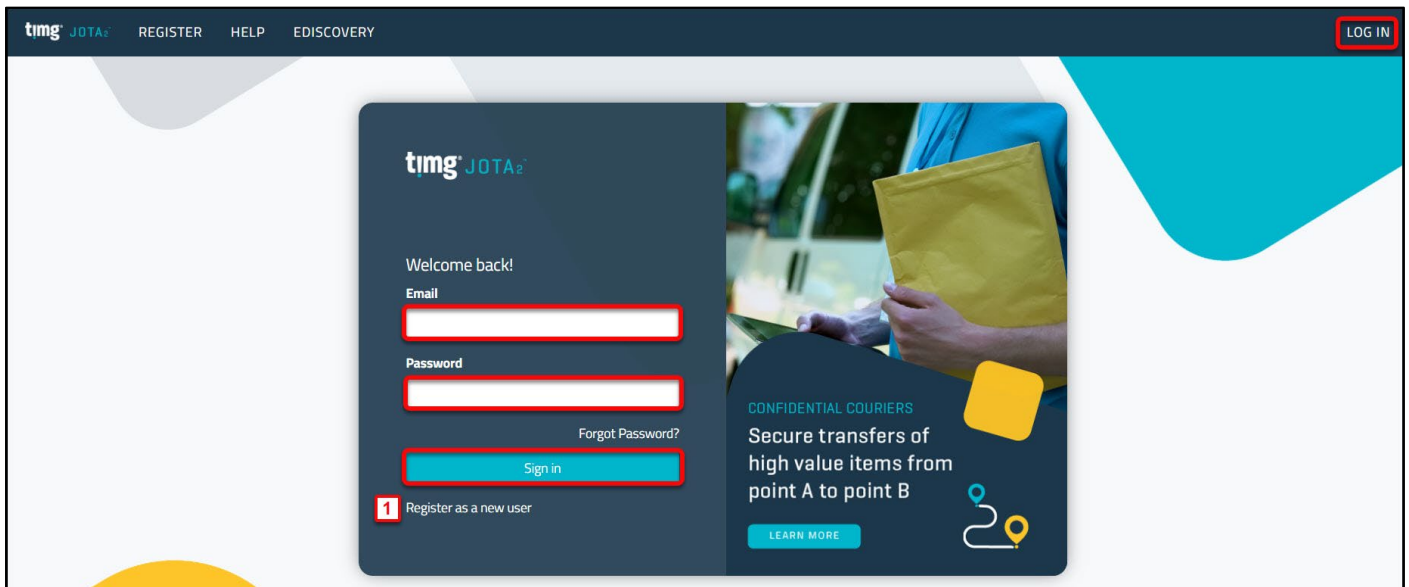 timg JOTA2 REGISTER HELP EDISCOVERY LOG IN
timg JOTA2
Welcome back!
Email
Password
Forgot Password?
Sign in
1 Register as a new user
CONFIDENTIAL COURIERS
Secure transfers of
high value items from
point A to point B
LEARN MORE